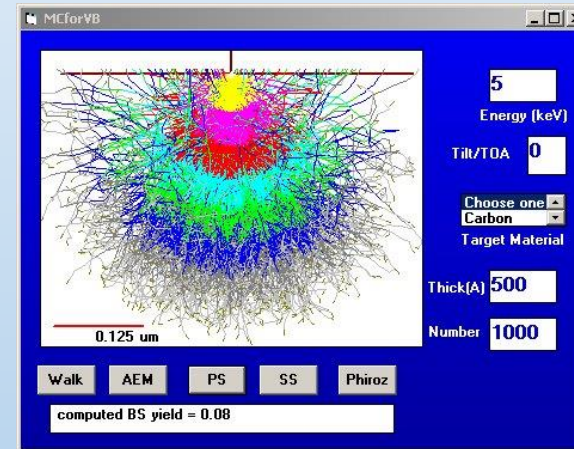 MCforVB
5
Energy (keV)
Tilt/TOA 0
Choose one
Carbon
Target Material
Thick(A) 500
Number 1000
0.125 um
Walk AEM PS SS Phiroz
computed BS yield = 0.08